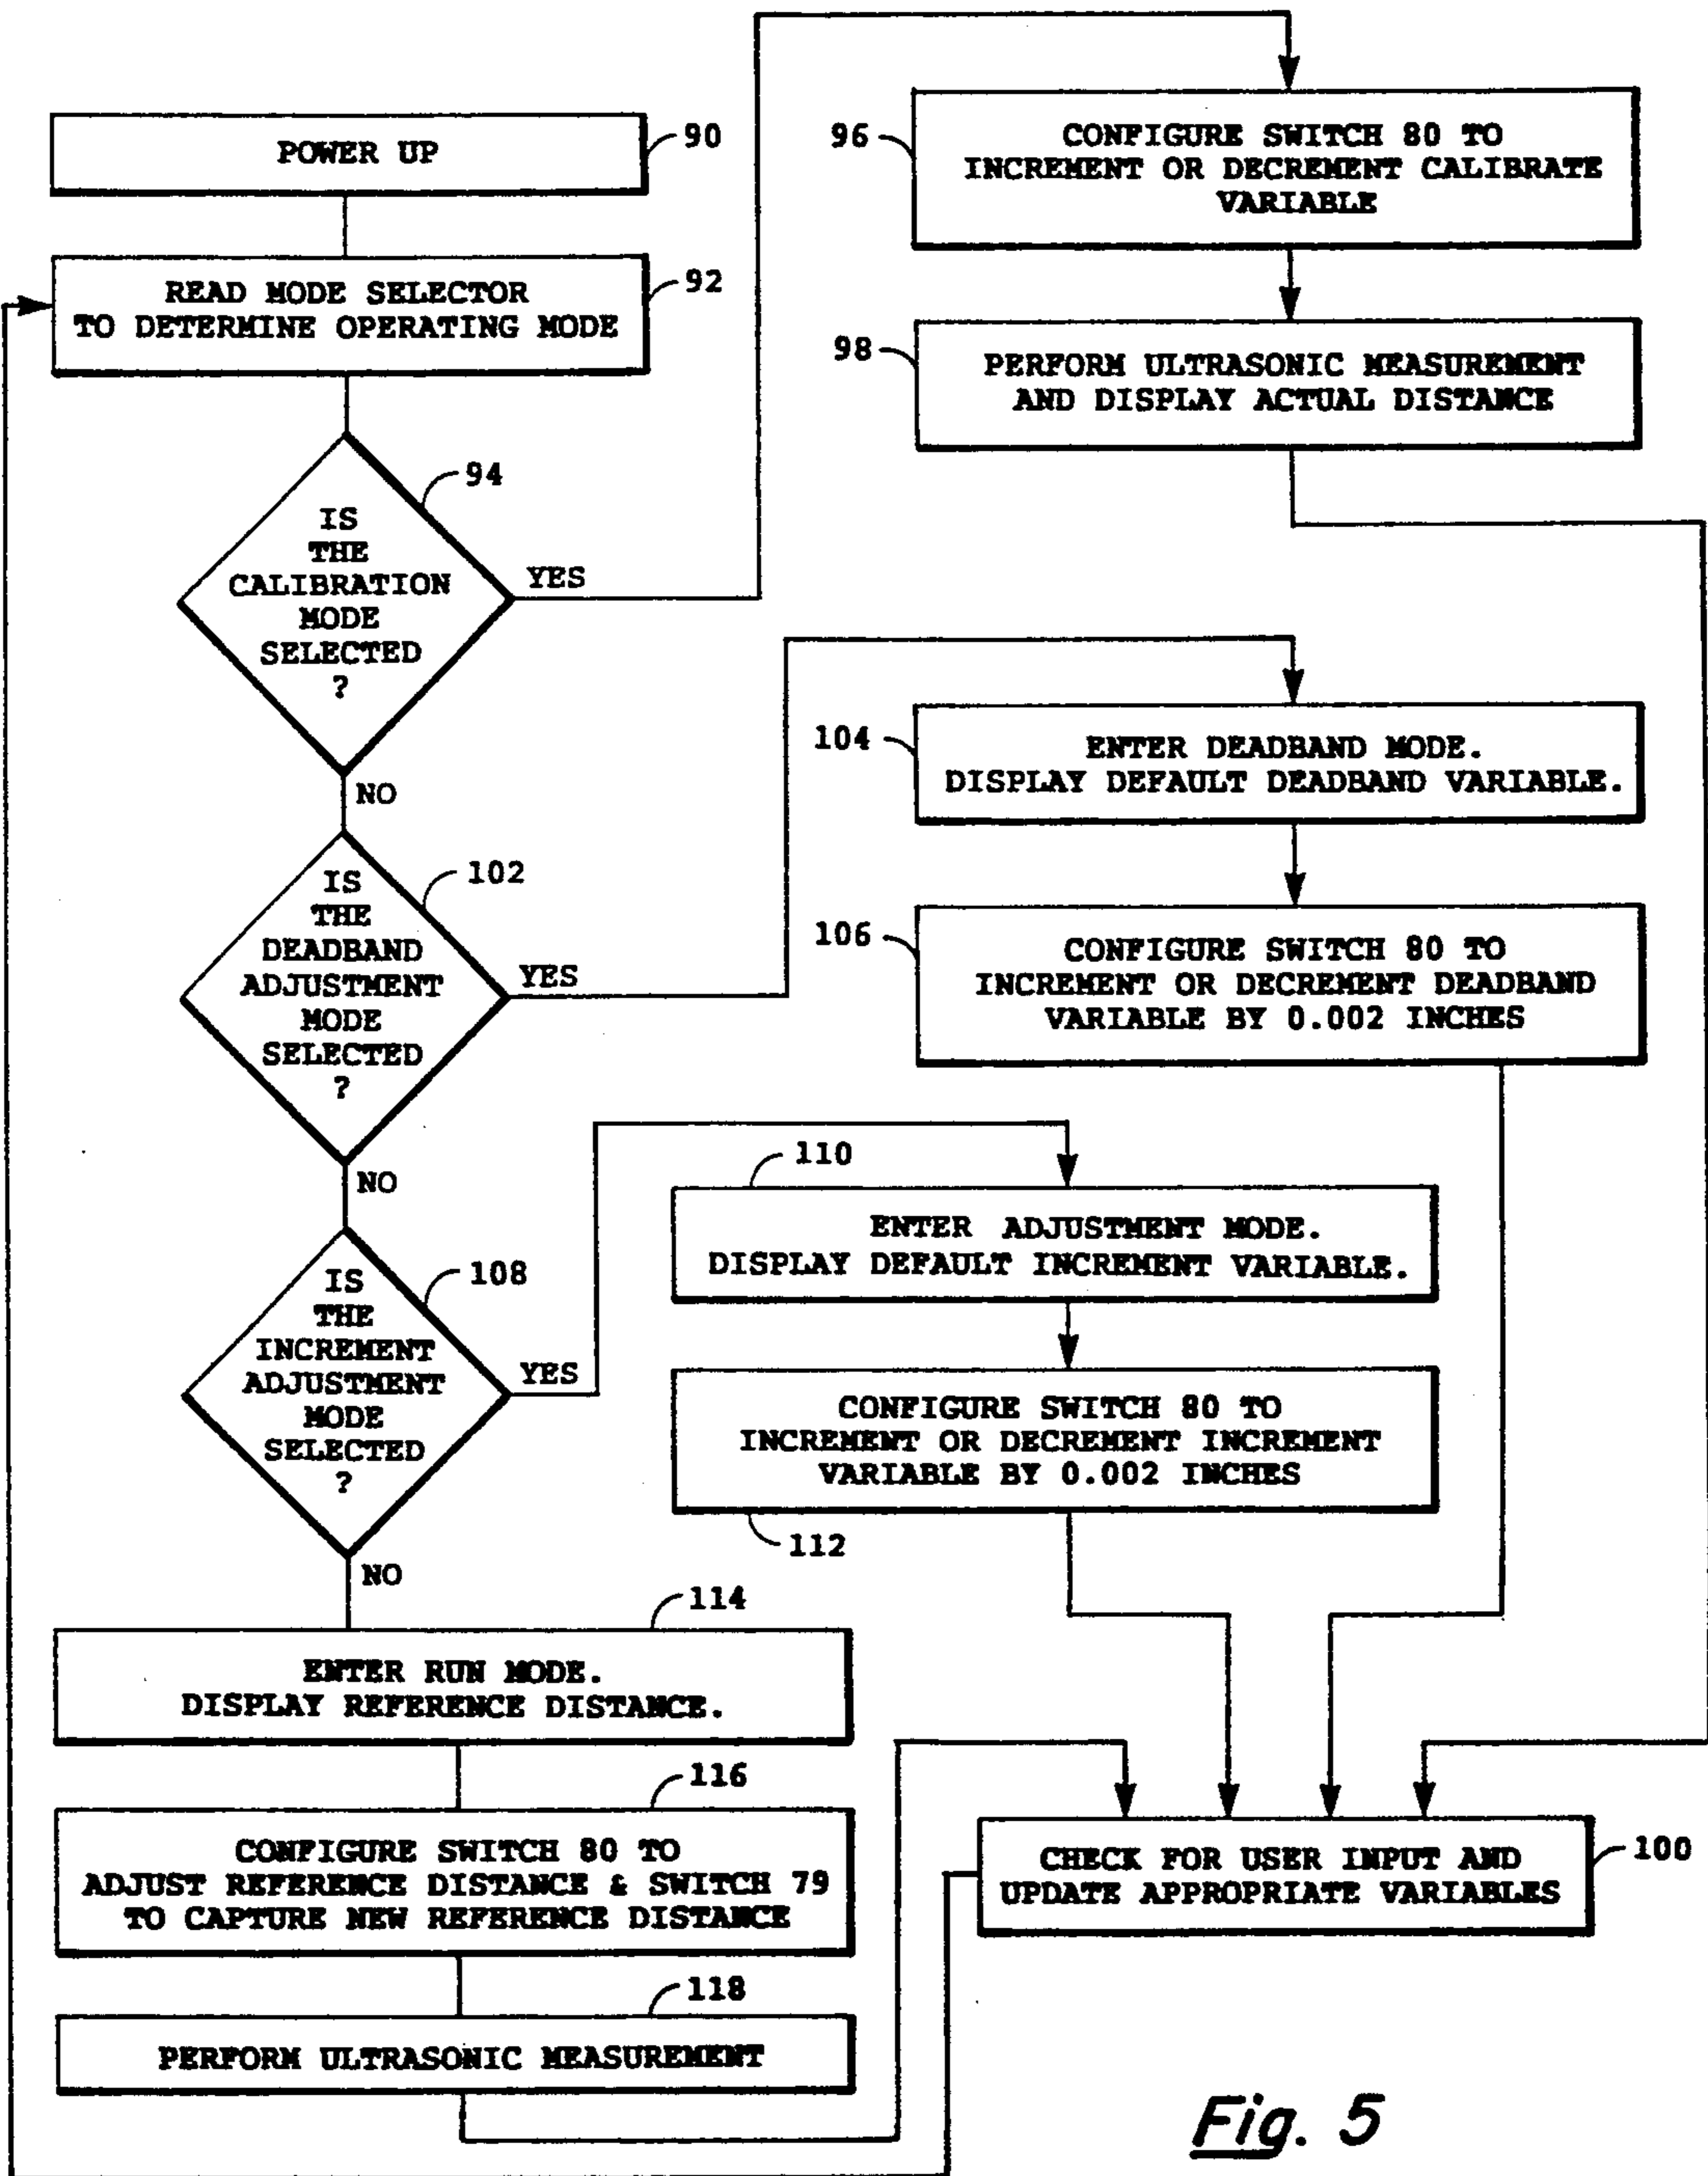 POWER UP
90
READ MODE SELECTOR
TO DETERMINE OPERATING MODE
92
IS
THE
CALIBRATION
MODE
SELECTED
?
94
YES
NO
96
CONFIGURE SWITCH 80 TO
INCREMENT OR DECREMENT CALIBRATE
VARIABLE
98
PERFORM ULTRASONIC MEASUREMENT
AND DISPLAY ACTUAL DISTANCE
IS
THE
DEADBAND
ADJUSTMENT
MODE
SELECTED
?
102
YES
NO
104
ENTER DEADBAND MODE.
DISPLAY DEFAULT DEADBAND VARIABLE.
106
CONFIGURE SWITCH 80 TO
INCREMENT OR DECREMENT DEADBAND
VARIABLE BY 0.002 INCHES
IS
THE
INCREMENT
ADJUSTMENT
MODE
SELECTED
?
108
YES
NO
110
ENTER ADJUSTMENT MODE.
DISPLAY DEFAULT INCREMENT VARIABLE.
CONFIGURE SWITCH 80 TO
INCREMENT OR DECREMENT INCREMENT
VARIABLE BY 0.002 INCHES
112
114
ENTER RUN MODE.
DISPLAY REFERENCE DISTANCE.
116
CONFIGURE SWITCH 80 TO
ADJUST REFERENCE DISTANCE & SWITCH 79
TO CAPTURE NEW REFERENCE DISTANCE
118
PERFORM ULTRASONIC MEASUREMENT
CHECK FOR USER INPUT AND
UPDATE APPROPRIATE VARIABLES
100
Fig. 5